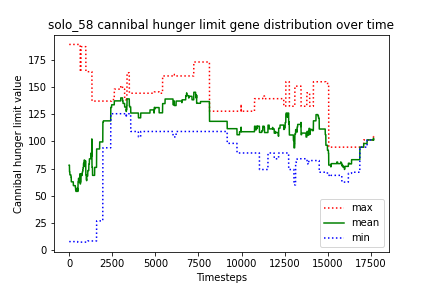 solo_58 cannibal hunger limit gene distribution over time
Cannibal hunger limit value
175
150
125
100
75
50
25
0
0
2500
5000
7500
10000
12500
15000
17500
Timesteps
max
mean
min